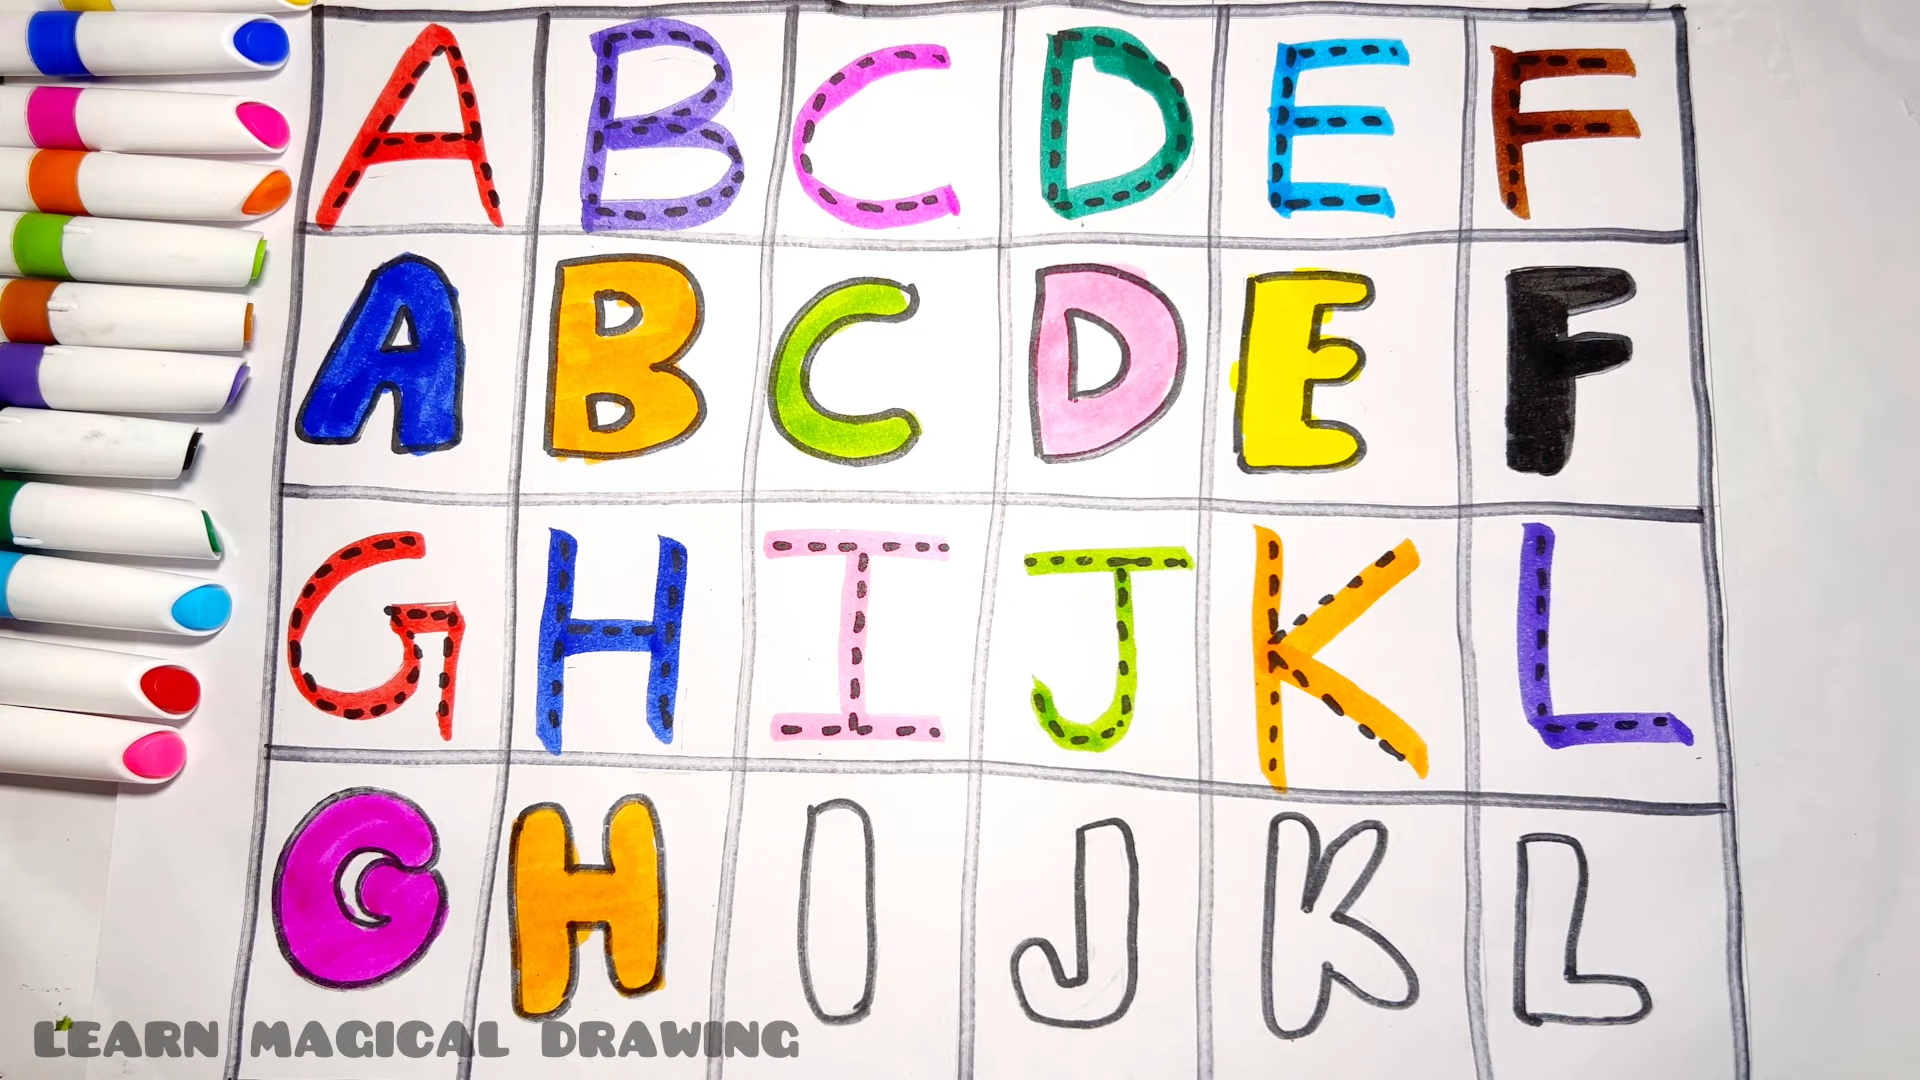 A B C D E F
A B C D E F
G H I J K L
G H I J K L
LEARN MAGICAL DRAWING